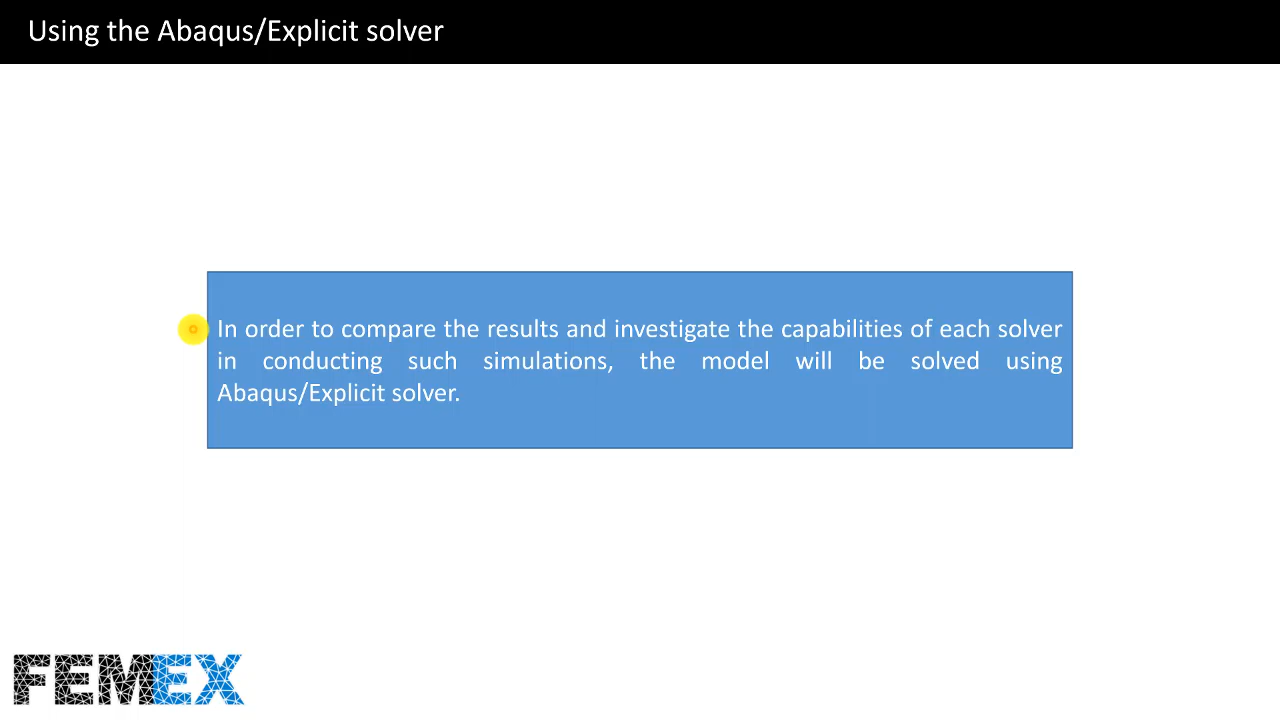 Using the Abaqus/Explicit solver
In order to compare the results and investigate the capabilities of each solver
in conducting such simulations, the model will be solved using
Abaqus/Explicit solver.
FEMEX